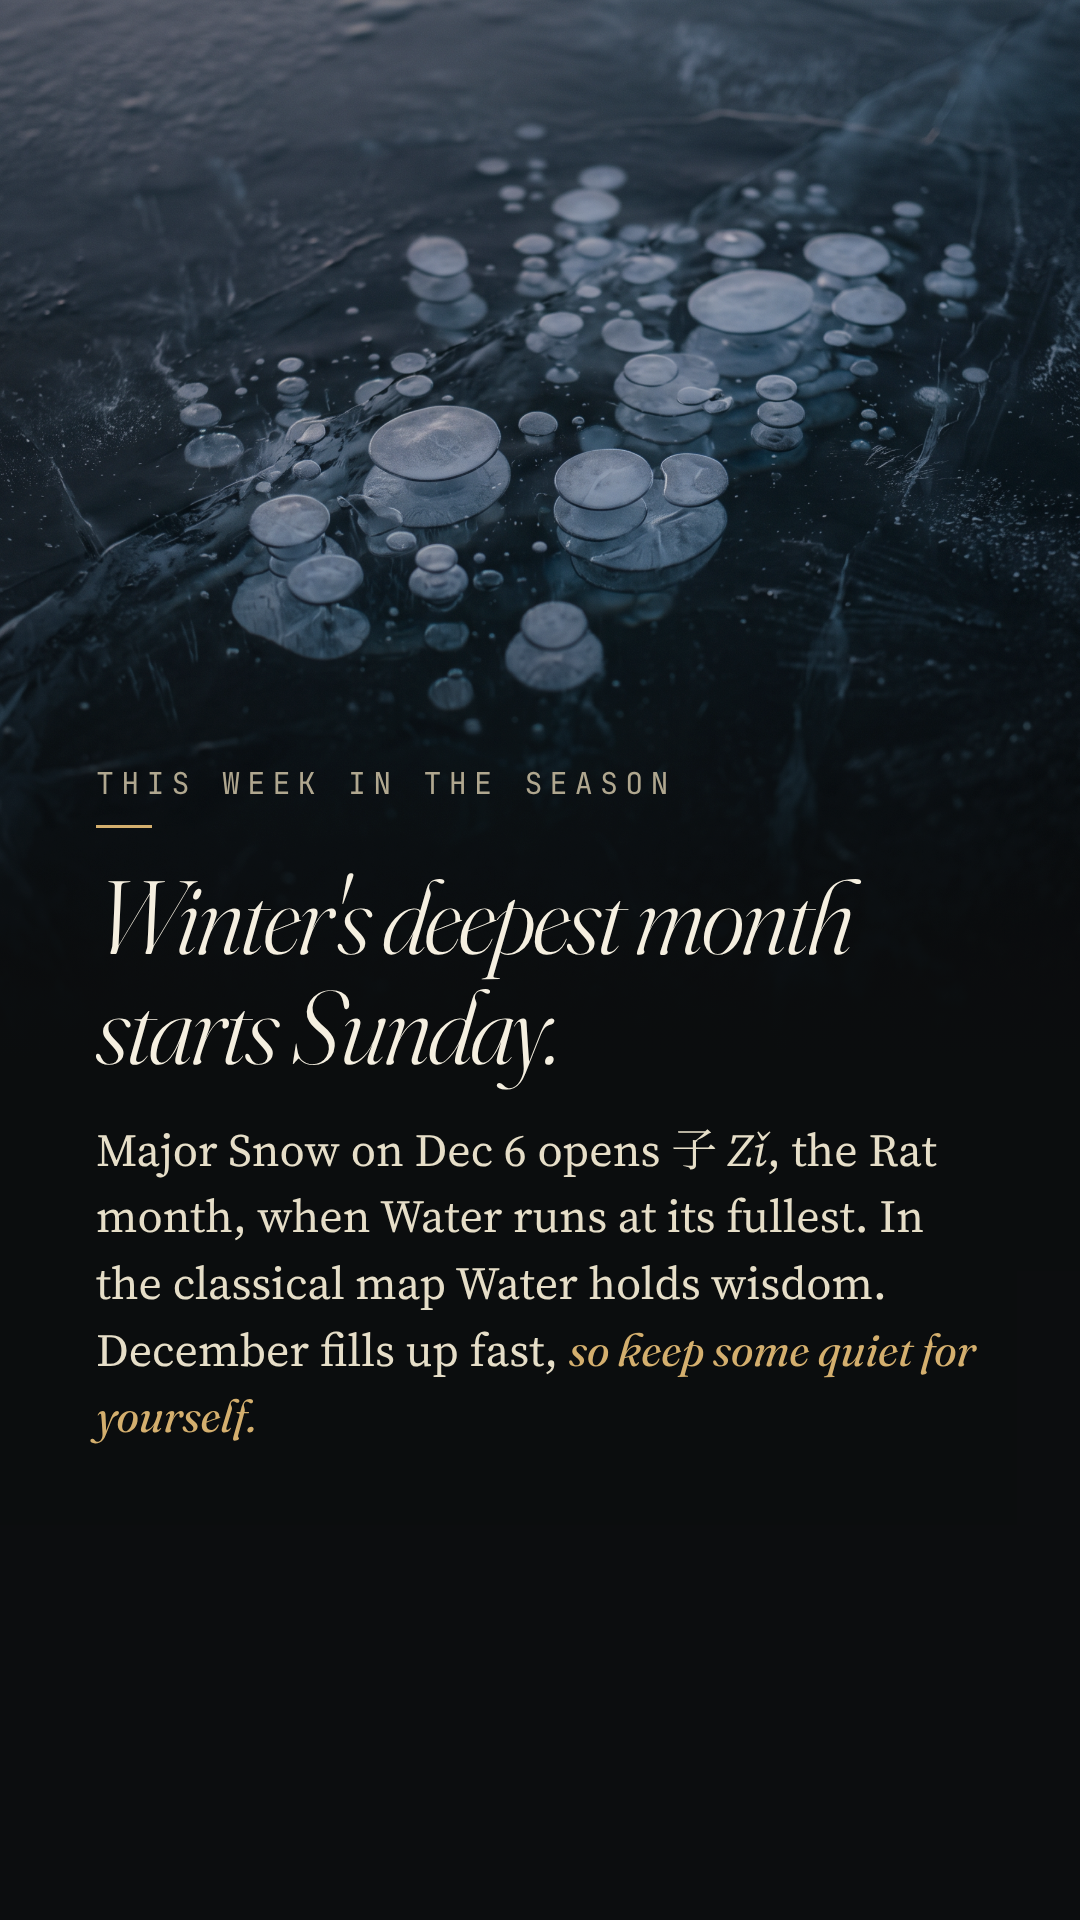 THIS WEEK IN THE SEASON
Winter's deepest month
starts Sunday.
Major Snow on Dec 6 opens 子 Zǐ, the Rat
month, when Water runs at its fullest. In
the classical map Water holds wisdom.
December fills up fast, so keep some quiet for
yourself.